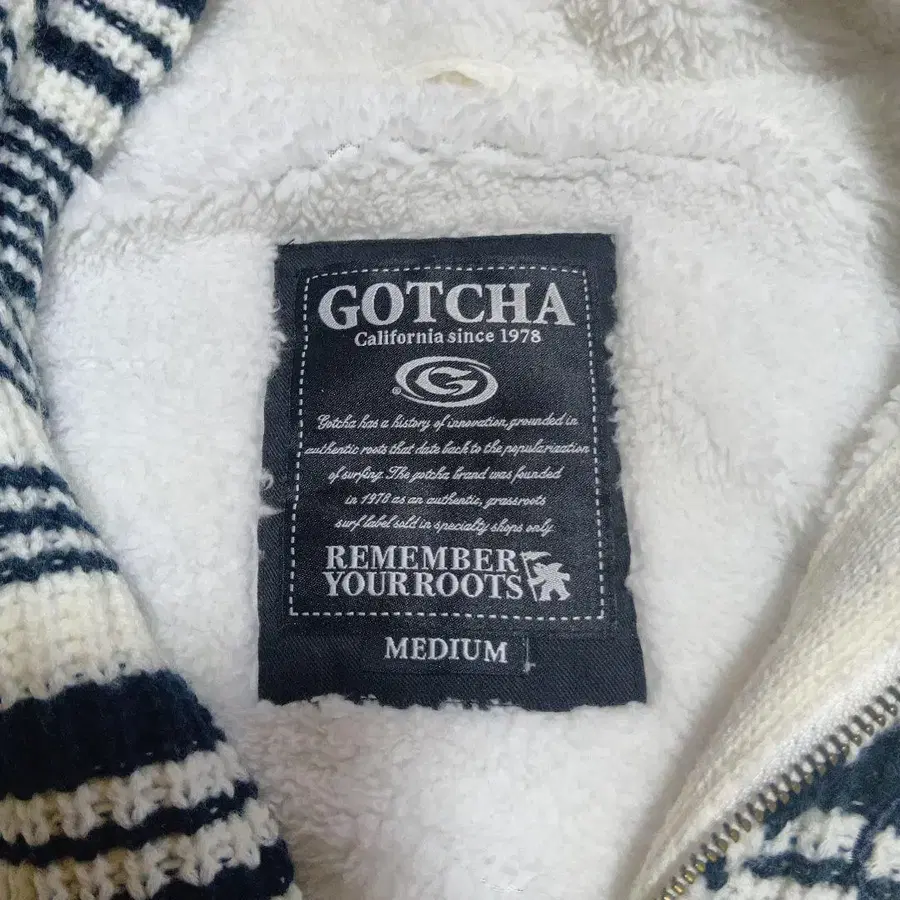 GOTCHA
California since 1978
G
®
Gotcha has a history of innovation, grounded in
authentic roots that date back to the popularization
of surfing. The gotcha brand was founded
in 1978 as an authentic, grassroots
surf label sold in specialty shops only
REMEMBER
YOUR ROOTS
MEDIUM